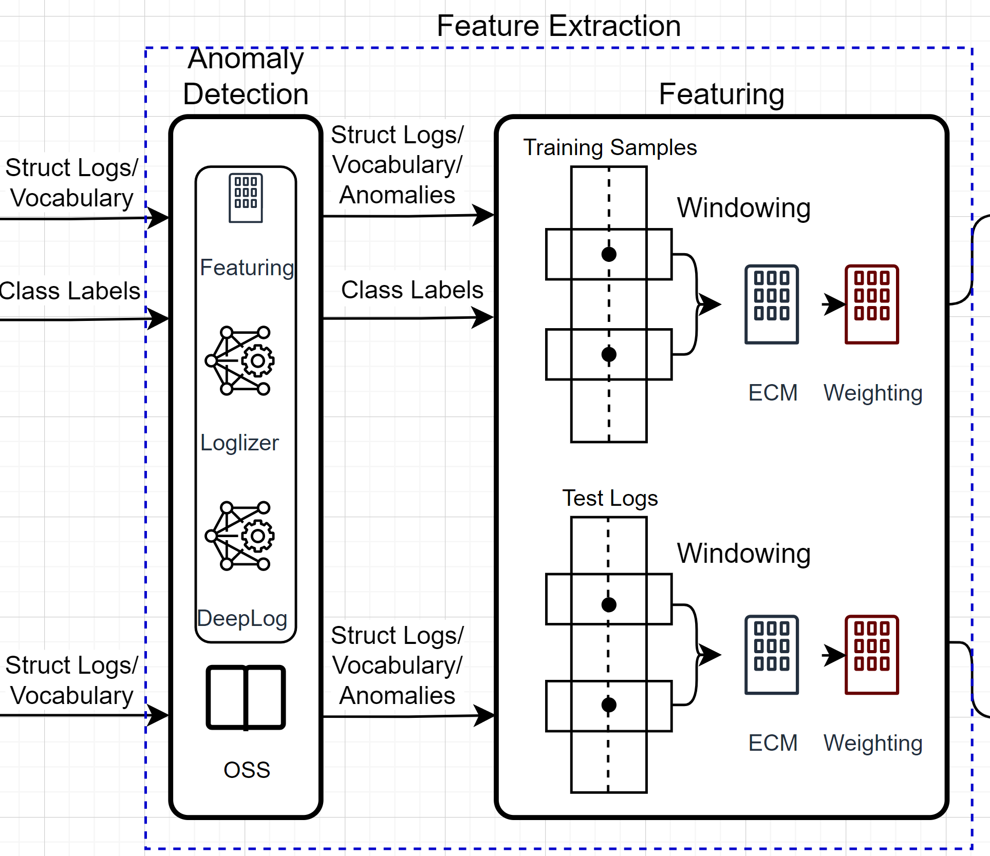 Feature Extraction
Anomaly
Detection
Featuring
Struct Logs/
Vocabulary
Class Labels
Struct Logs/
Vocabulary
Featuring
Loglizer
DeepLog
OSS
Struct Logs/
Vocabulary/
Anomalies
Class Labels
Struct Logs/
Vocabulary/
Anomalies
Training Samples
Windowing
ECM
Weighting
Test Logs
Windowing
ECM
Weighting